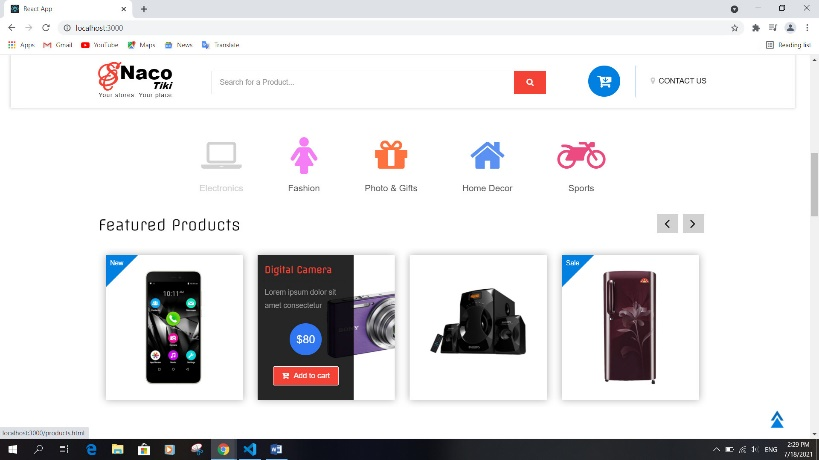 React App
localhost:3000
Apps
Gmail
YouTube
Maps
News
Translate
Reading list
SNaco
Tiki
Your stores. Your place
Search for a Product...
CONTACT US
Electronics
Fashion
Photo & Gifts
Home Decor
Sports
Featured Products
New
10:11
Digital Camera
Lorem ipsum dolor sit
amet consectetur
$80
Add to cart
SONY
Sale
localhost:3000/products.html
ENG
2:29 PM
7/18/2021